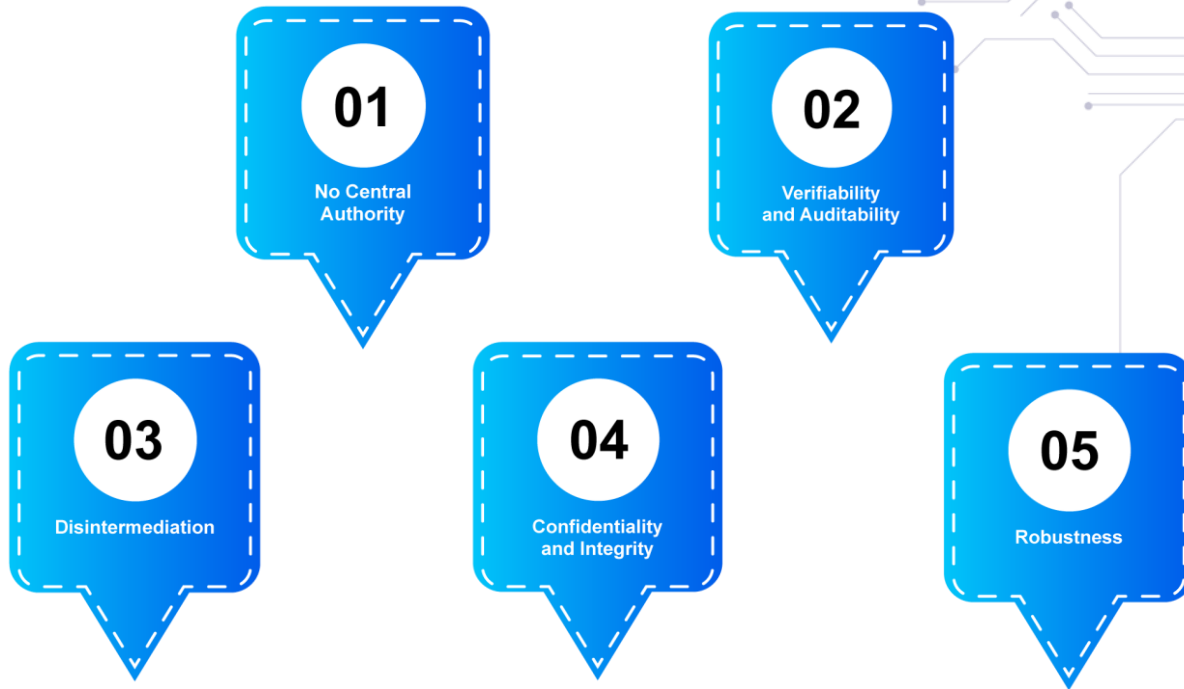 01
No Central
Authority
02
Verifiability
and Auditability
03
Disintermediation
04
Confidentiality
and Integrity
05
Robustness